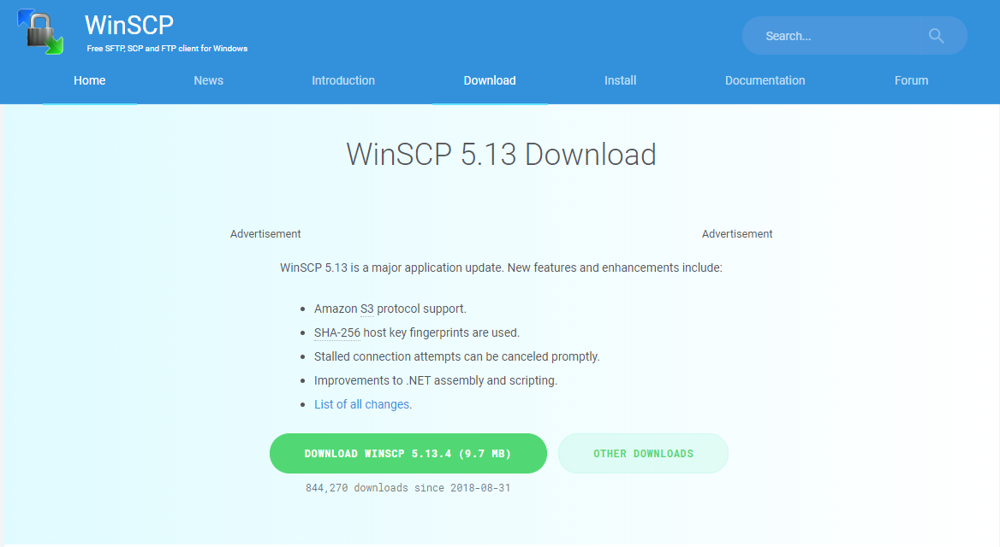 WinSCP
Free SFTP, SCP and FTP client for Windows
Search...
Home News Introduction Download Install Documentation Forum
WinSCP 5.13 Download
Advertisement Advertisement
WinSCP 5.13 is a major application update. New features and enhancements include:
• Amazon S3 protocol support.
• SHA-256 host key fingerprints are used.
• Stalled connection attempts can be canceled promptly.
• Improvements to .NET assembly and scripting.
• List of all changes.
DOWNLOAD WINSCP 5.13.4 (9.7 MB) OTHER DOWNLOADS
844,270 downloads since 2018-08-31